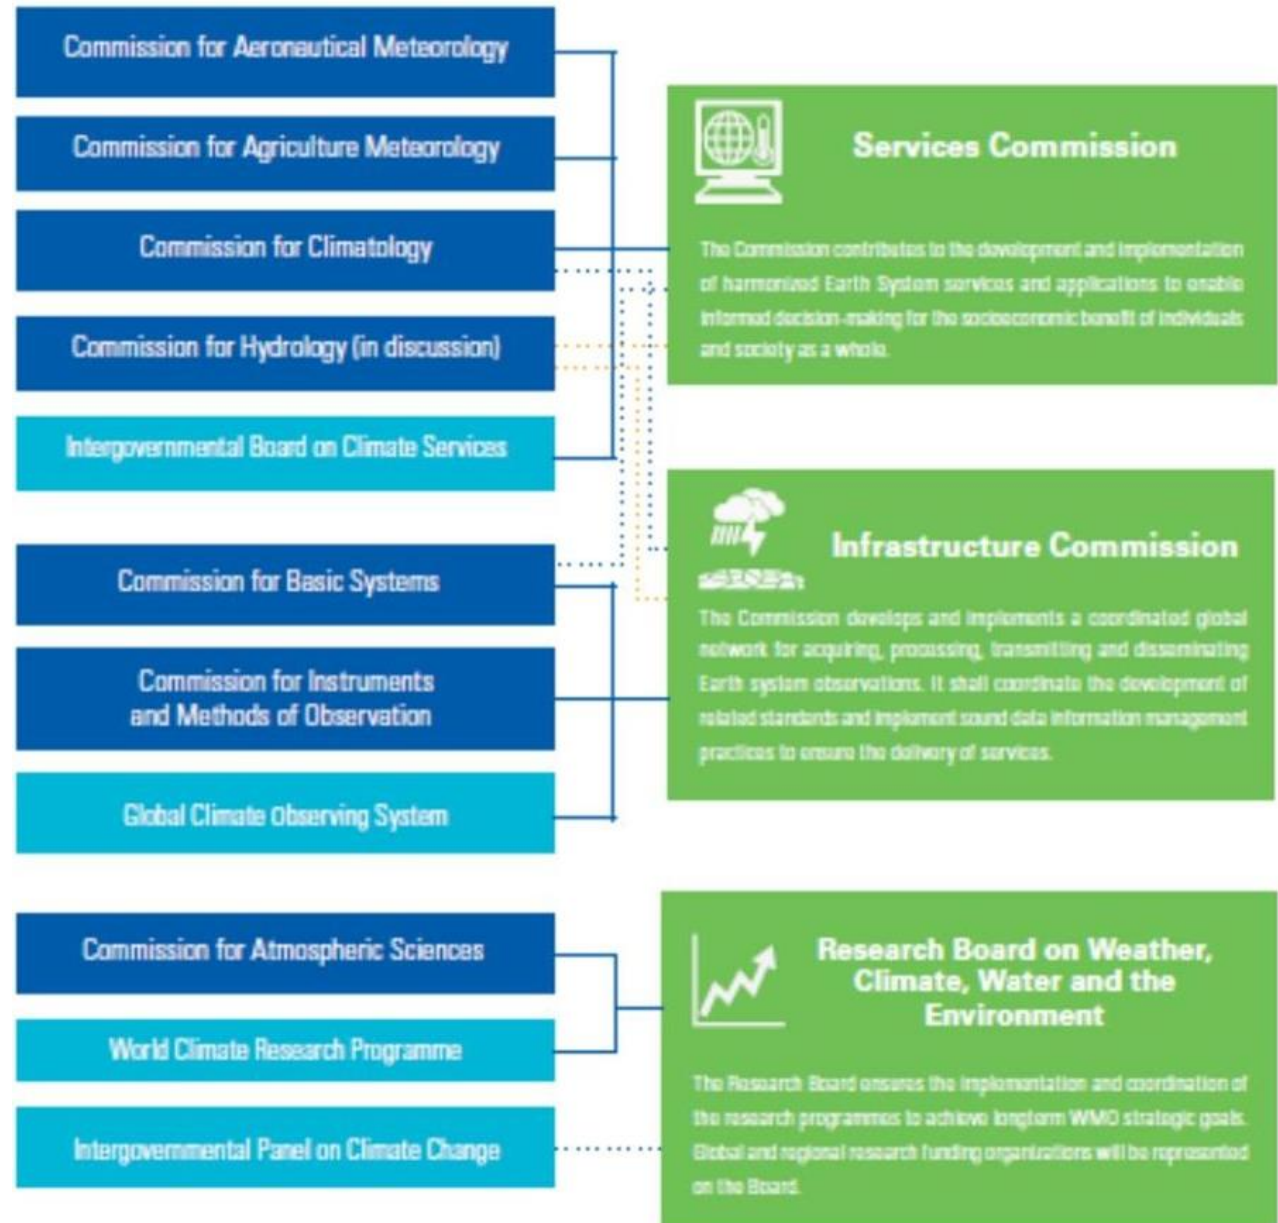 Commission for Aeronautical Meteorology
Commission for Agriculture Meteorology
Commission for Climatology
Commission for Hydrology (in discussion)
Intergovernmental Board on Climate Services
Commission for Basic Systems
Commission for Instruments
and Methods of Observation
Global Climate Observing System
Commission for Atmospheric Sciences
World Climate Research Programme
Intergovernmental Panel on Climate Change
Services Commission
The Commission contributes to the development and implementation
of harmonized Earth System services and applications to enable
informed decision-making for the socioeconomic benefit of individuals
and society as a whole.
Infrastructure Commission
The Commission develops and implements a coordinated global
network for acquiring, processing, transmitting and disseminating
Earth system observations. It shall coordinate the development of
related standards and implement sound data information management
practices to ensure the delivery of services.
Research Board on Weather,
Climate, Water and the
Environment
The Research Board ensures the implementation and coordination of
the research programmes to achieve longterm WMO strategic goals.
Global and regional research funding organizations will be represented
on the Board.